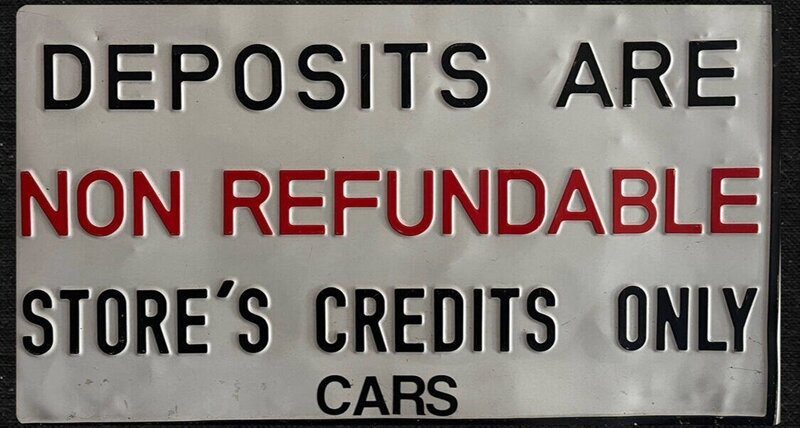 DEPOSITS ARE
NON REFUNDABLE
STORE'S CREDITS ONLY
CARS